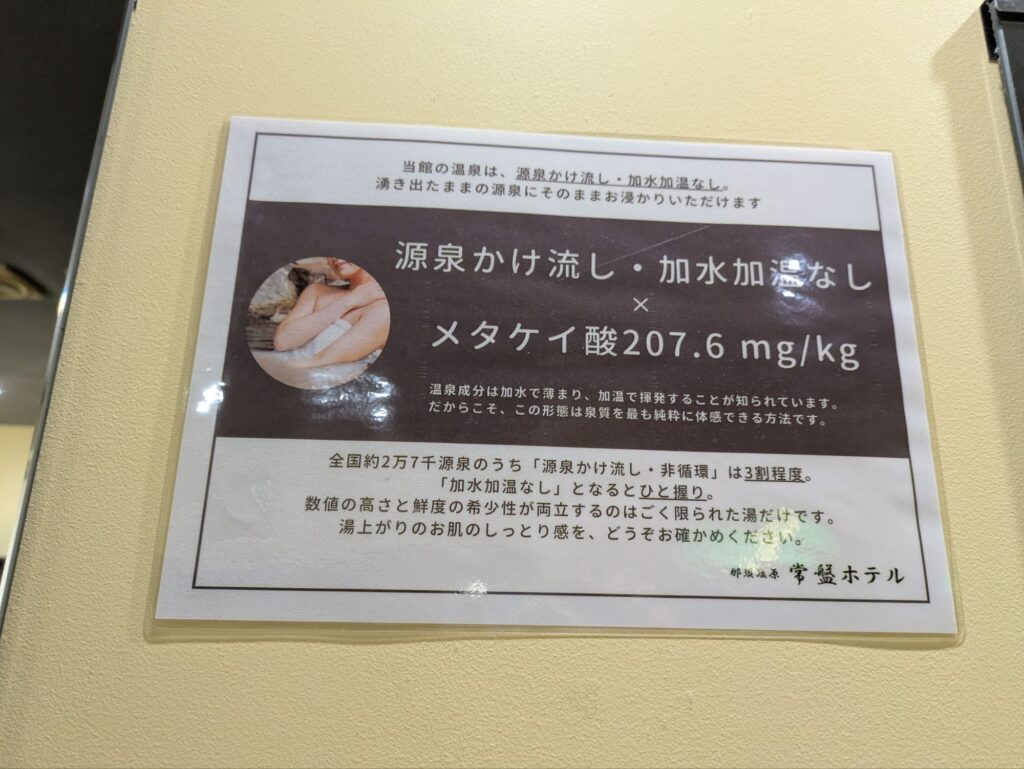 当館の温泉は、源泉かけ流し・加水加温なし。
湧き出たままの源泉にそのままお浸かりいただけます
源泉かけ流し・加水加温なし
×
メタケイ酸207.6 mg/kg
温泉成分は加水で薄まり、加温で揮発することが知られています。
だからこそ、この形態は泉質を最も純粋に体感できる方法です。
全国約2万7千源泉のうち「源泉かけ流し・非循環」は3割程度。
「加水加温なし」となるとひと握り。
数値の高さと鮮度の希少性が両立するのはごく限られた湯だけです。
湯上がりのお肌のしっとり感を、どうぞお確かめください。
那須塩原 常盤ホテル